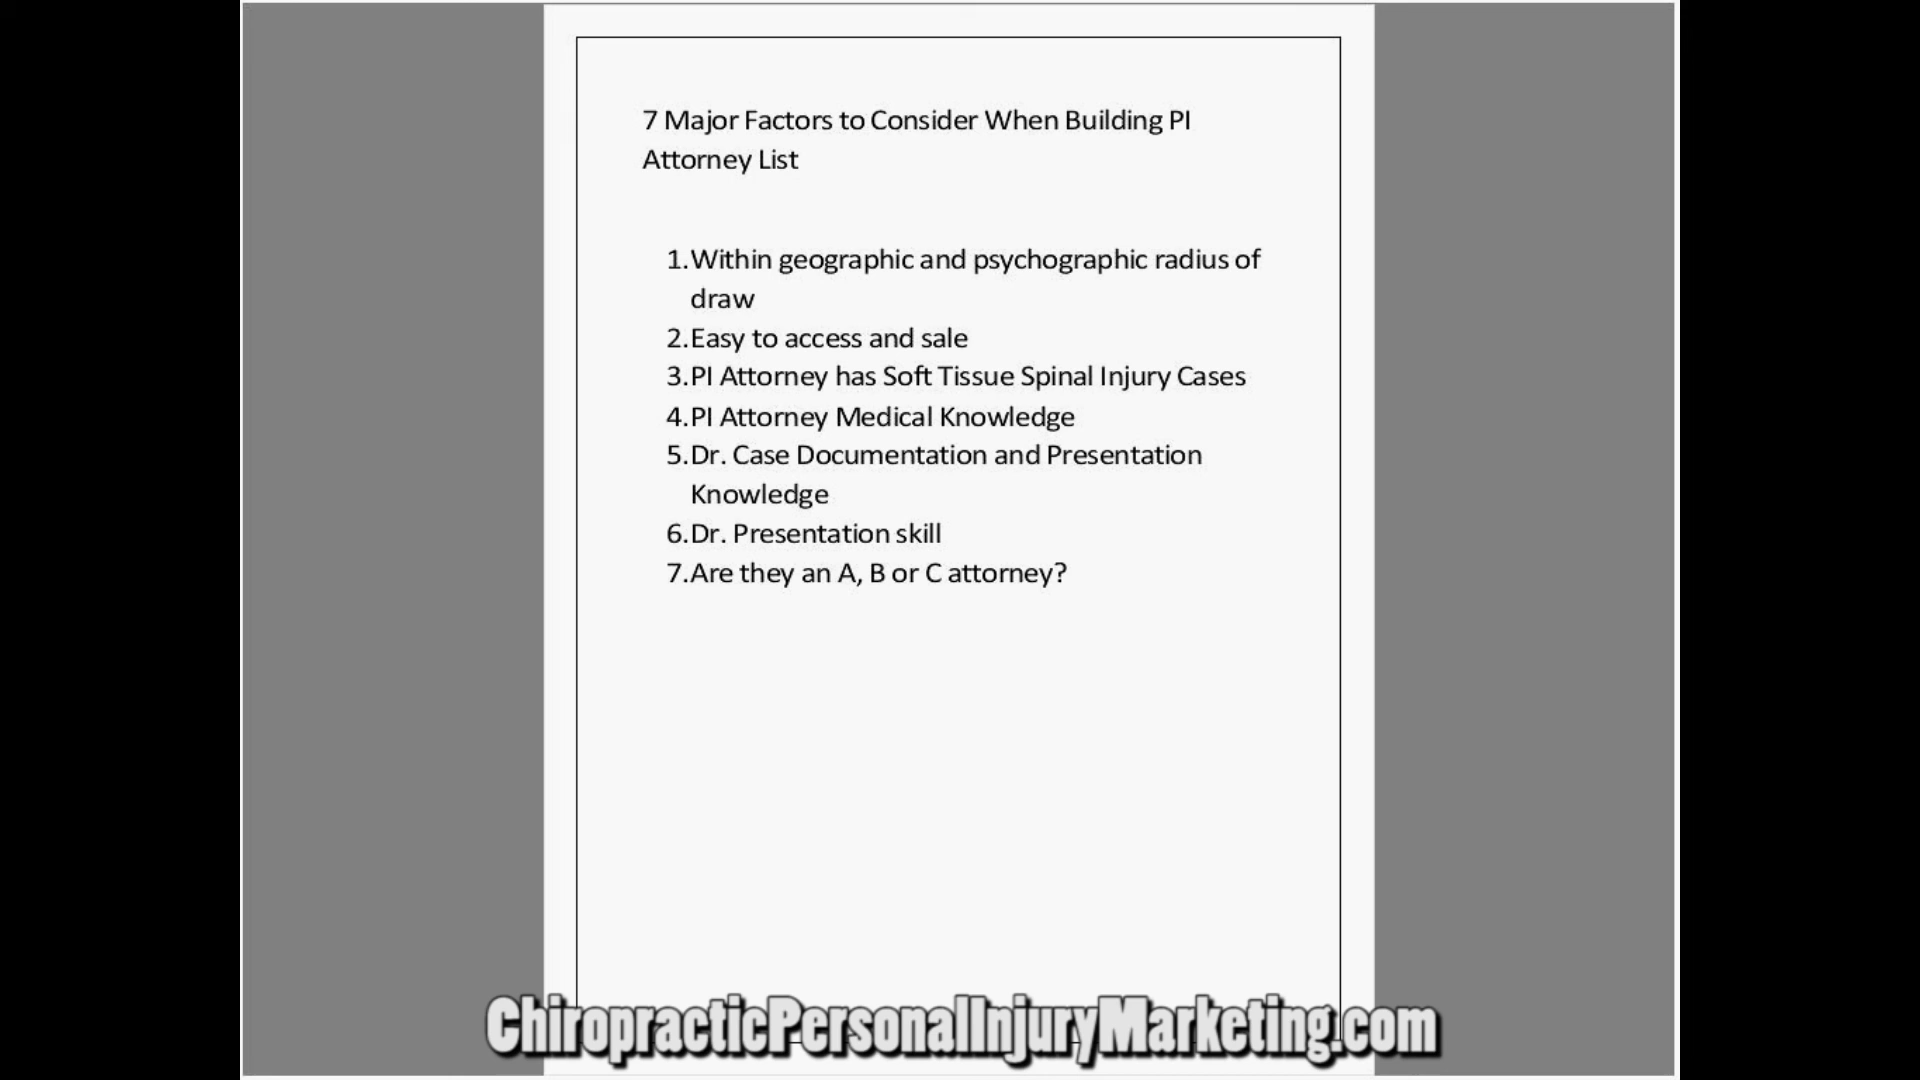 7 Major Factors to Consider When Building PI
Attorney List
1.Within geographic and psychographic radius of
draw
2.Easy to access and sale
3.PI Attorney has Soft Tissue Spinal Injury Cases
4.PI Attorney Medical Knowledge
5.Dr. Case Documentation and Presentation
Knowledge
6.Dr. Presentation skill
7.Are they an A, B or C attorney?
ChiropracticPersonalInjuryMarketing.com